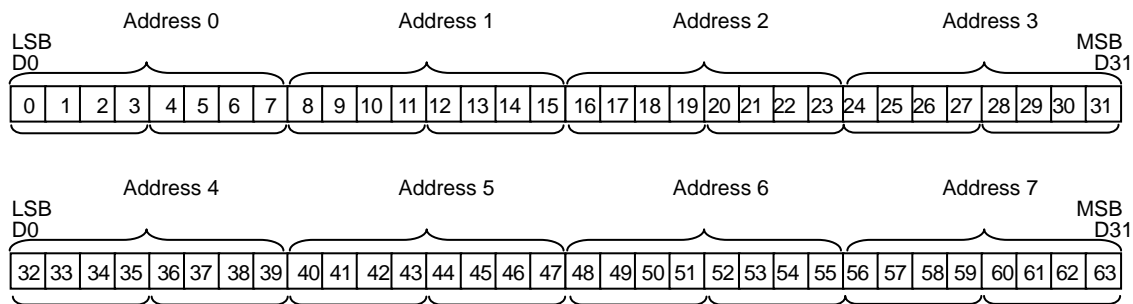 Address 0 Address 1 Address 2 Address 3
LSB MSB
D0 D31
0 1 2 3 4 5 6 7 8 9 10 11 12 13 14 15 16 17 18 19 20 21 22 23 24 25 26 27 28 29 30 31
Address 4 Address 5 Address 6 Address 7
LSB MSB
D0 D31
32 33 34 35 36 37 38 39 40 41 42 43 44 45 46 47 48 49 50 51 52 53 54 55 56 57 58 59 60 61 62 63